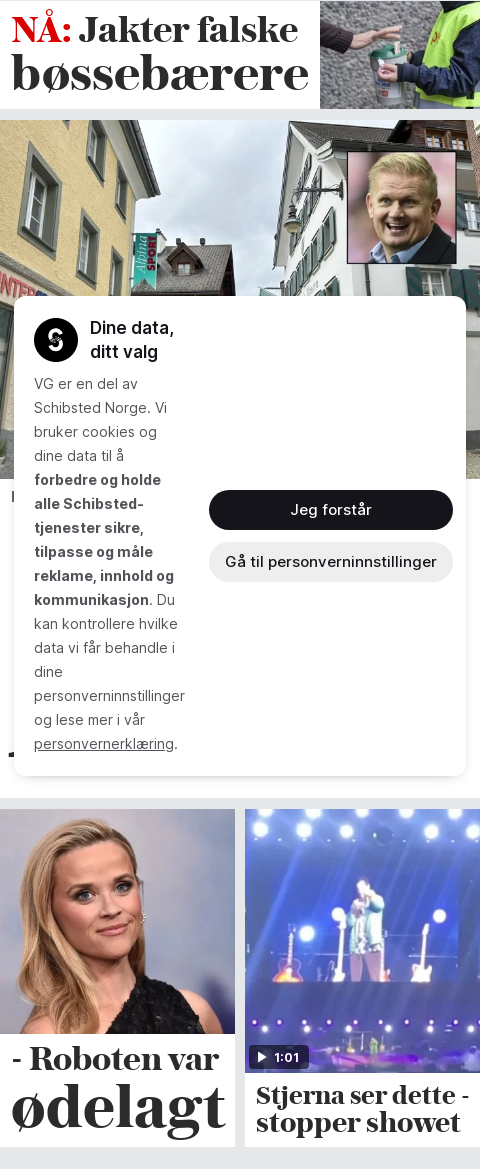 NÅ: Jakter falske
bøssebærere
Alpina
SPORT
Dine data,
ditt valg
VG er en del av
Schibsted Norge. Vi
bruker cookies og
dine data til å
forbedre og holde
alle Schibsted-
tjenester sikre,
tilpasse og måle
reklame, innhold og
kommunikasjon. Du
kan kontrollere hvilke
data vi får behandle i
dine
personverninnstillinger
og lese mer i vår
personvernerklæring.
Jeg forstår
Gå til personverninnstillinger
- Roboten var
ødelagt
1:01
Stjerna ser dette -
stopper showet